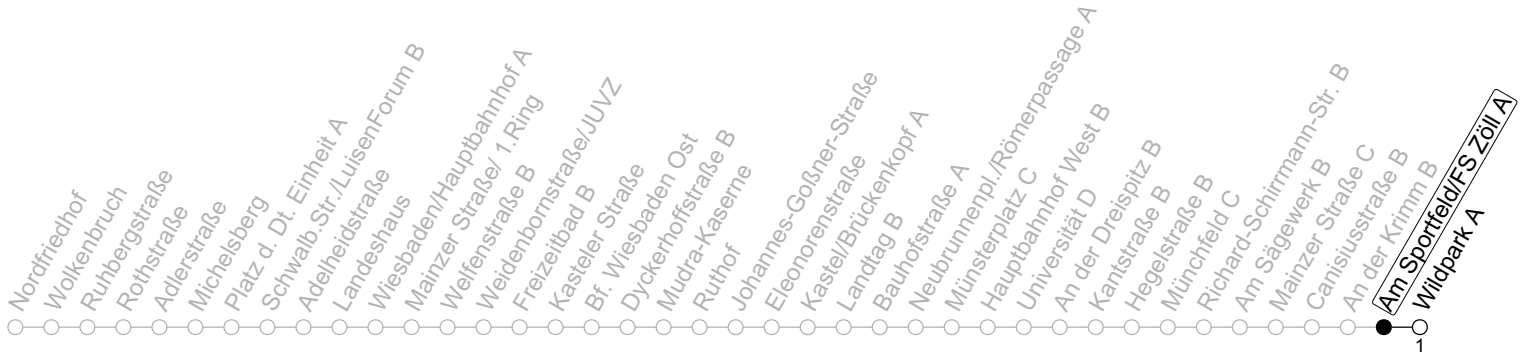 Nordfriedhof
Wolkenbruch
Ruhbergstraße
Rothstraße
Adlerstraße
Michelsberg
Platz d. Dt. Einheit A
Schwalb.Str./LuisenForum B
Adelheidstraße
Landeshaus
Wiesbaden/Hauptbahnhof A
Mainzer Straße/ 1.Ring
Welfenstraße B
Weidenbornstraße/JUVZ
Freizeitbad B
Kasteler Straße
Bf. Wiesbaden Ost
Dyckerhoffstraße B
Mudra-Kaserne
Ruthof
Johannes-Goßner-Straße
Eleonorenstraße
Kastel/Brückenkopf A
Landtag B
Bauhofstraße A
Neubrunnenpl./Römerpassage A
Münsterplatz C
Hauptbahnhof West B
Universität D
An der Dreispitz B
Kantstraße B
Hegelstraße B
Münchfeld C
Richard-Schirrmann-Str. B
Am Sägewerk B
Mainzer Straße C
Canisiusstraße B
An der Krimm B
Am Sportfeld/FS Zöll A
Wildpark A
1